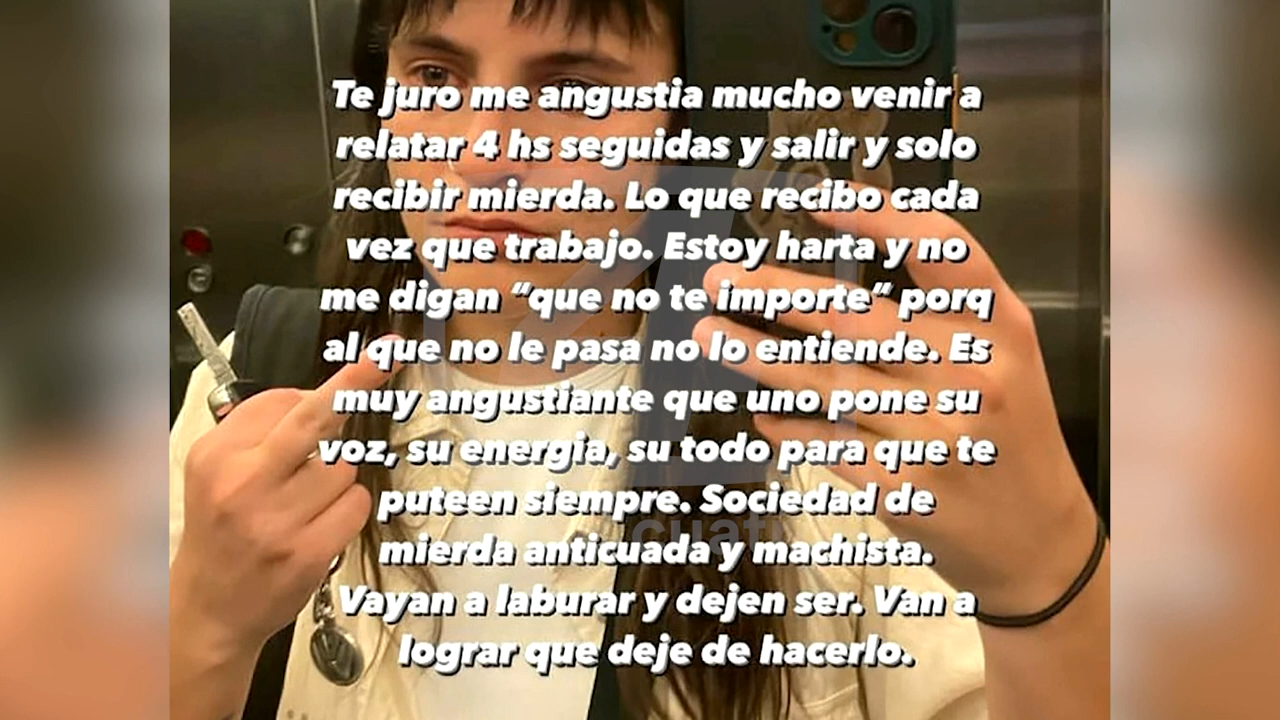 Te juro me angustia mucho venir a
relatar 4 hs seguidas y salir y solo
recibir mierda. Lo que recibo cada
vez que trabajo. Estoy harta y no
me digan “que no te importe” porq
al que no le pasa no lo entiende. Es
muy angustiante que uno pone su
voz, su energia, su todo para que te
puteen siempre. Sociedad de
mierda anticuada y machista.
Vayan a laburar y dejen ser. Van a
lograr que deje de hacerlo.